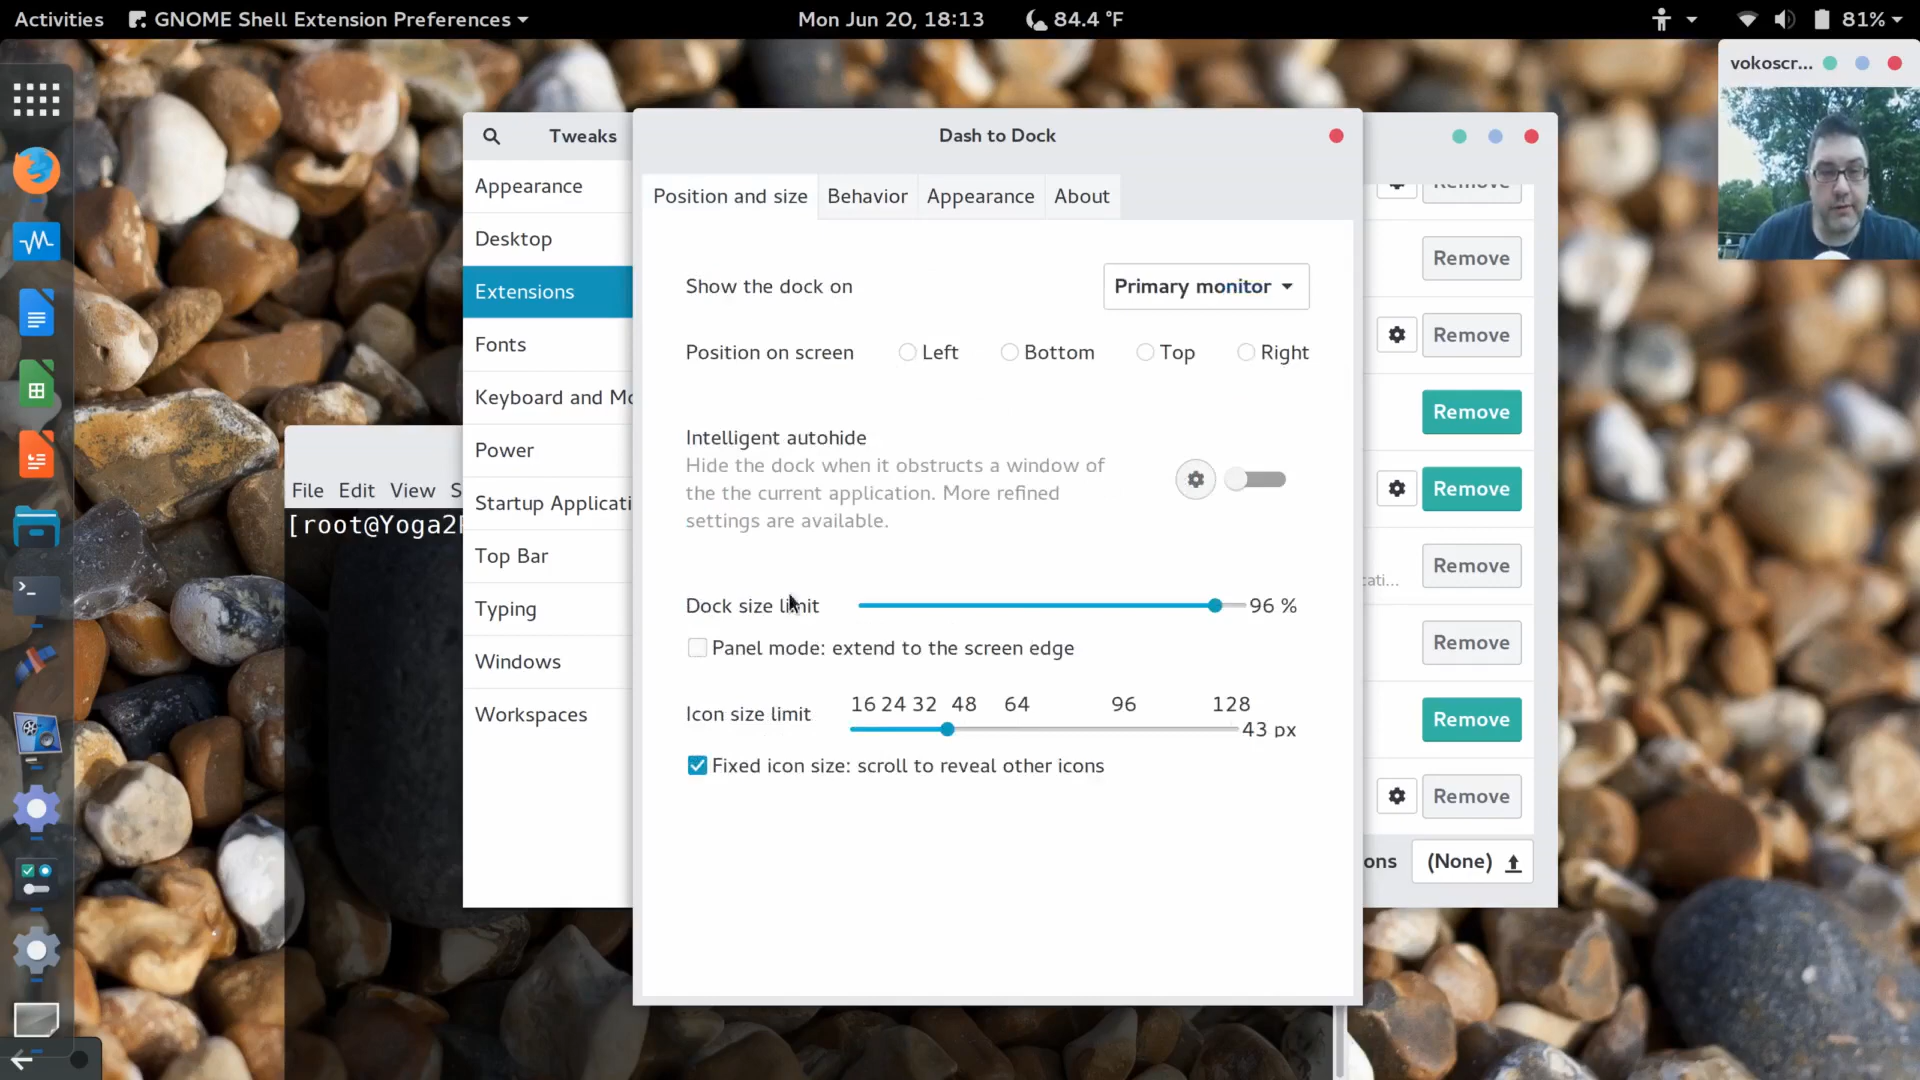 Activities
GNOME Shell Extension Preferences
Mon Jun 20, 18:13
84.4 °F
81%
vokoscr...
Tweaks
Dash to Dock
Appearance
Desktop
Extensions
Fonts
Keyboard and Mo
Power
Startup Applicati
Top Bar
Typing
Windows
Workspaces
File Edit View S
[root@Yoga2P
Position and size
Behavior
Appearance
About
Show the dock on
Primary monitor
Position on screen
Left
Bottom
Top
Right
Intelligent autohide
Hide the dock when it obstructs a window of
the the current application. More refined
settings are available.
Dock size limit
96 %
Panel mode: extend to the screen edge
16 24 32 48 64 96 128
Icon size limit
43 px
Fixed icon size: scroll to reveal other icons
Remove
Remove
Remove
Remove
Remove
cati...
Remove
Remove
Remove
Remove
ons
(None)